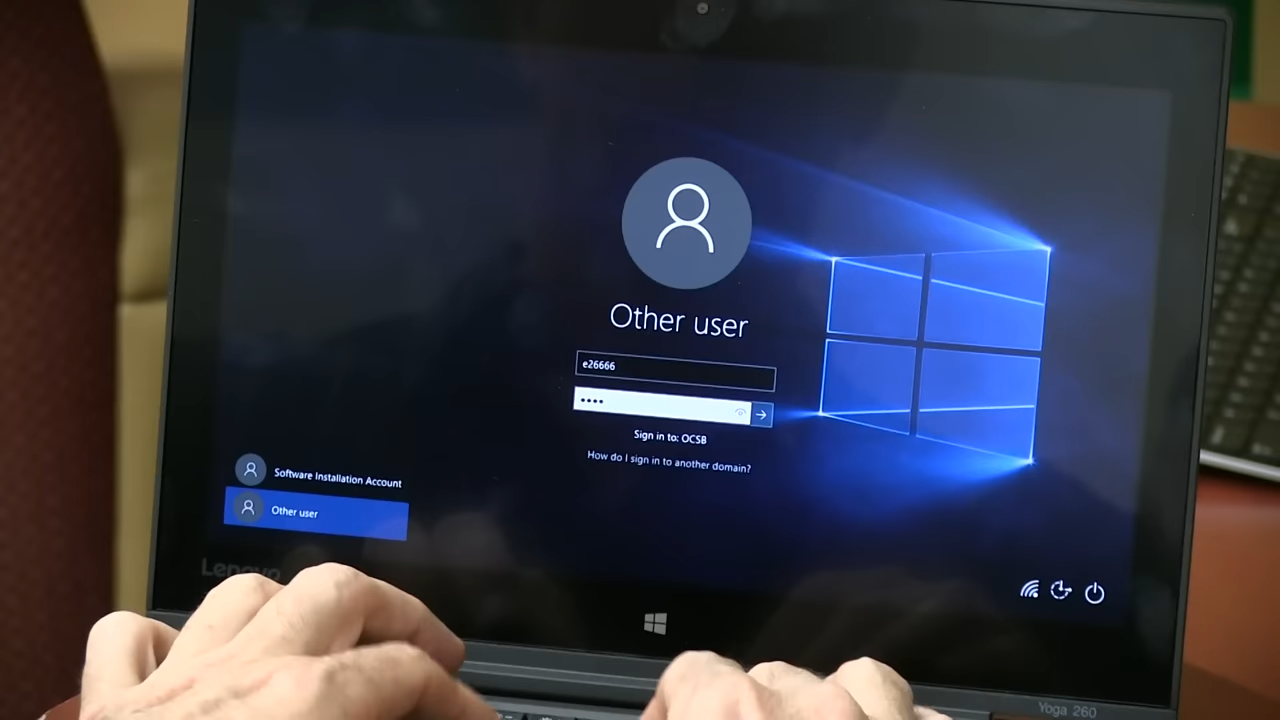 Other user
e26666
••••
Sign in to: OCSB
How do I sign in to another domain?
Software Installation Account
Other user
Lenovo
Yoga 260